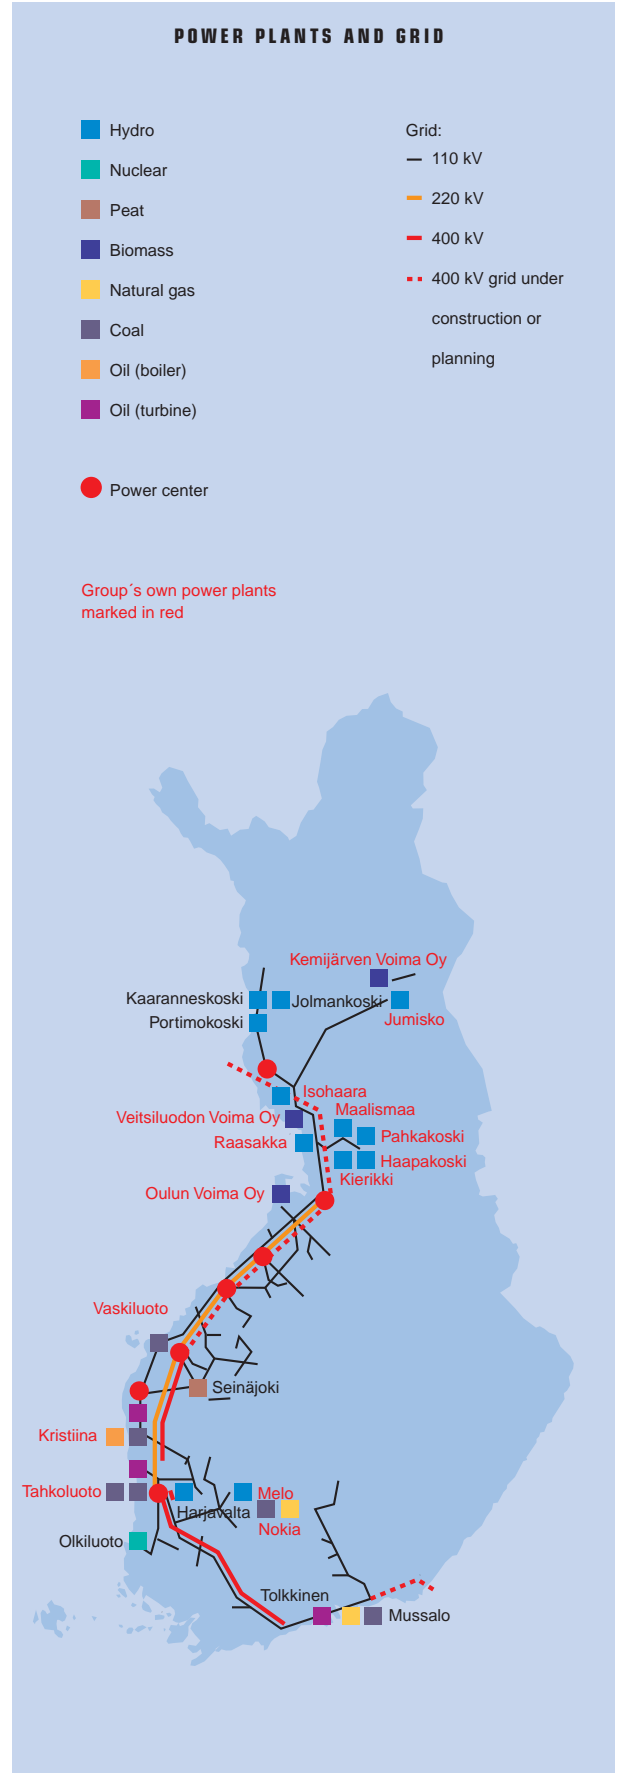 POWER PLANTS AND GRID
Hydro
Nuclear
Peat
Biomass
Natural gas
Coal
Oil (boiler)
Oil (turbine)
Power center
Grid:
110 kV
220 kV
400 kV
400 kV grid under
construction or
planning
Group´s own power plants
marked in red
Kemijärven Voima Oy
Kaaranneskoski
Jolmankoski
Portimokoski
Jumisko
Isohaara
Maalismaa
Veitsiluodon Voima Oy
Pahkakoski
Raasakka
Haapakoski
Kierikki
Oulun Voima Oy
Vaskiluoto
Seinäjoki
Kristiina
Tahkoluoto
Melo
Harjavalta
Nokia
Olkiluoto
Tolkkinen
Mussalo